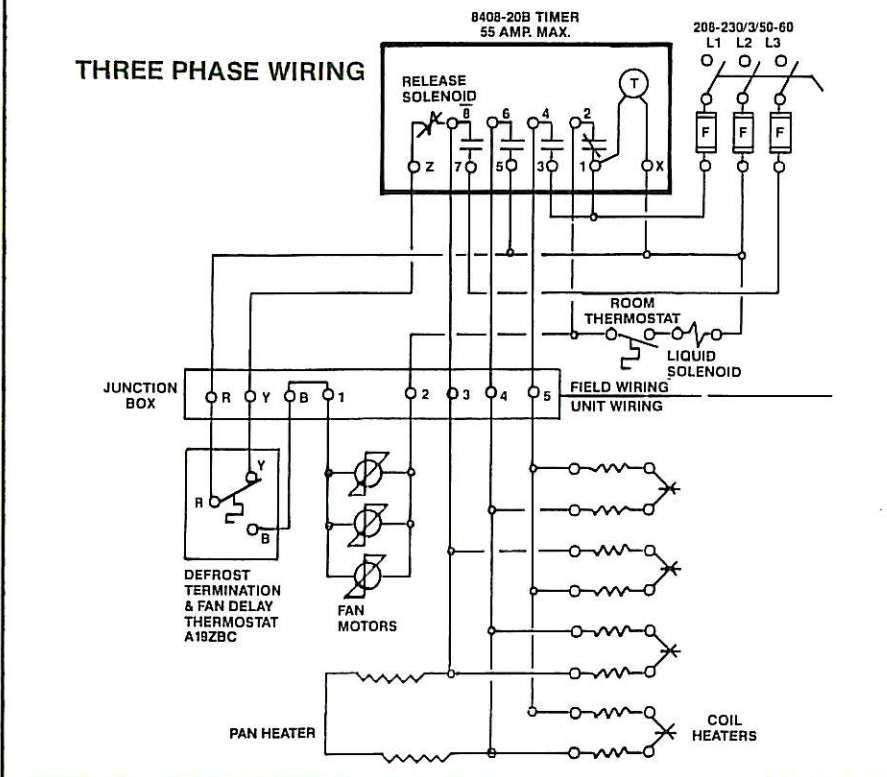 8408-20B TIMER
55 AMP. MAX.
208-230/3/50-60
L1 L2 L3
THREE PHASE WIRING
RELEASE
SOLENOID
T
8 6 4 2
F F F
Z 7 5 3 1 X
ROOM
THERMOSTAT
LIQUID
SOLENOID
JUNCTION
BOX
R Y B 1 2 3 4 5
FIELD WIRING
UNIT WIRING
Y
R
B
DEFROST
TERMINATION
& FAN DELAY
THERMOSTAT
A19ZBC
FAN
MOTORS
PAN HEATER
COIL
HEATERS